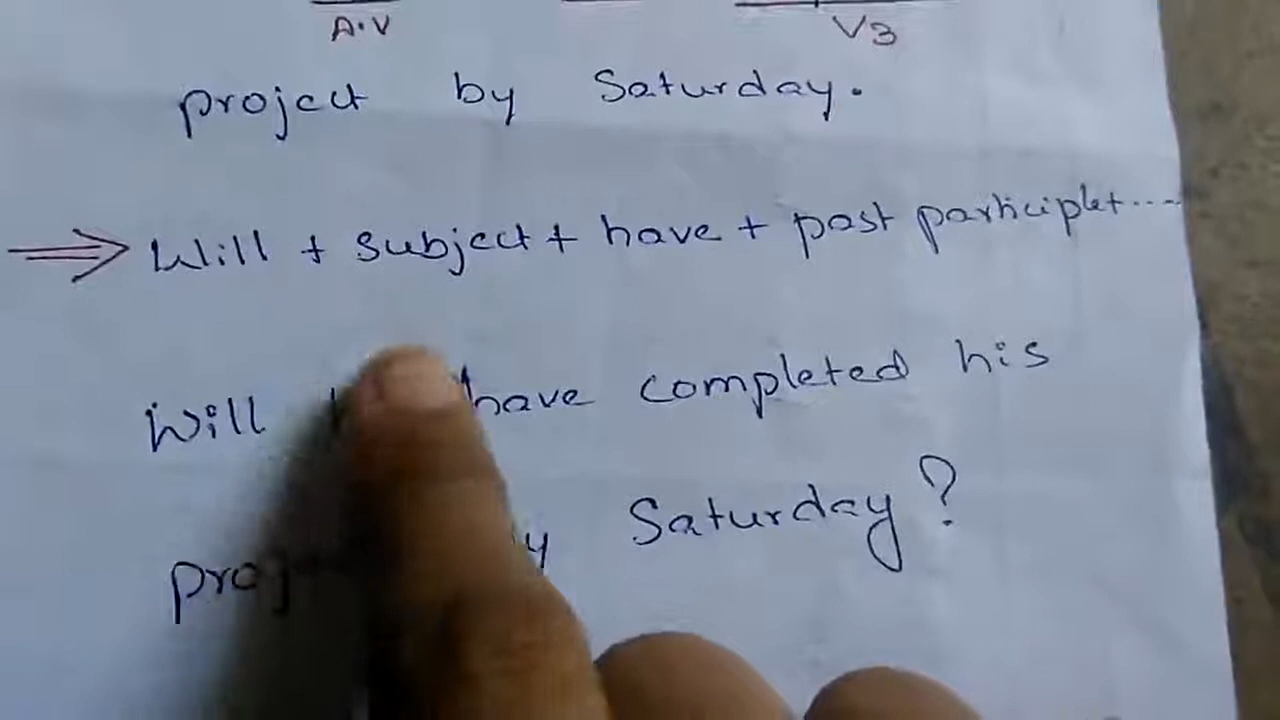 A.V V3
project by Saturday.
⇒ Will + subject + have + past participle + ....
Will have completed his
Saturday?